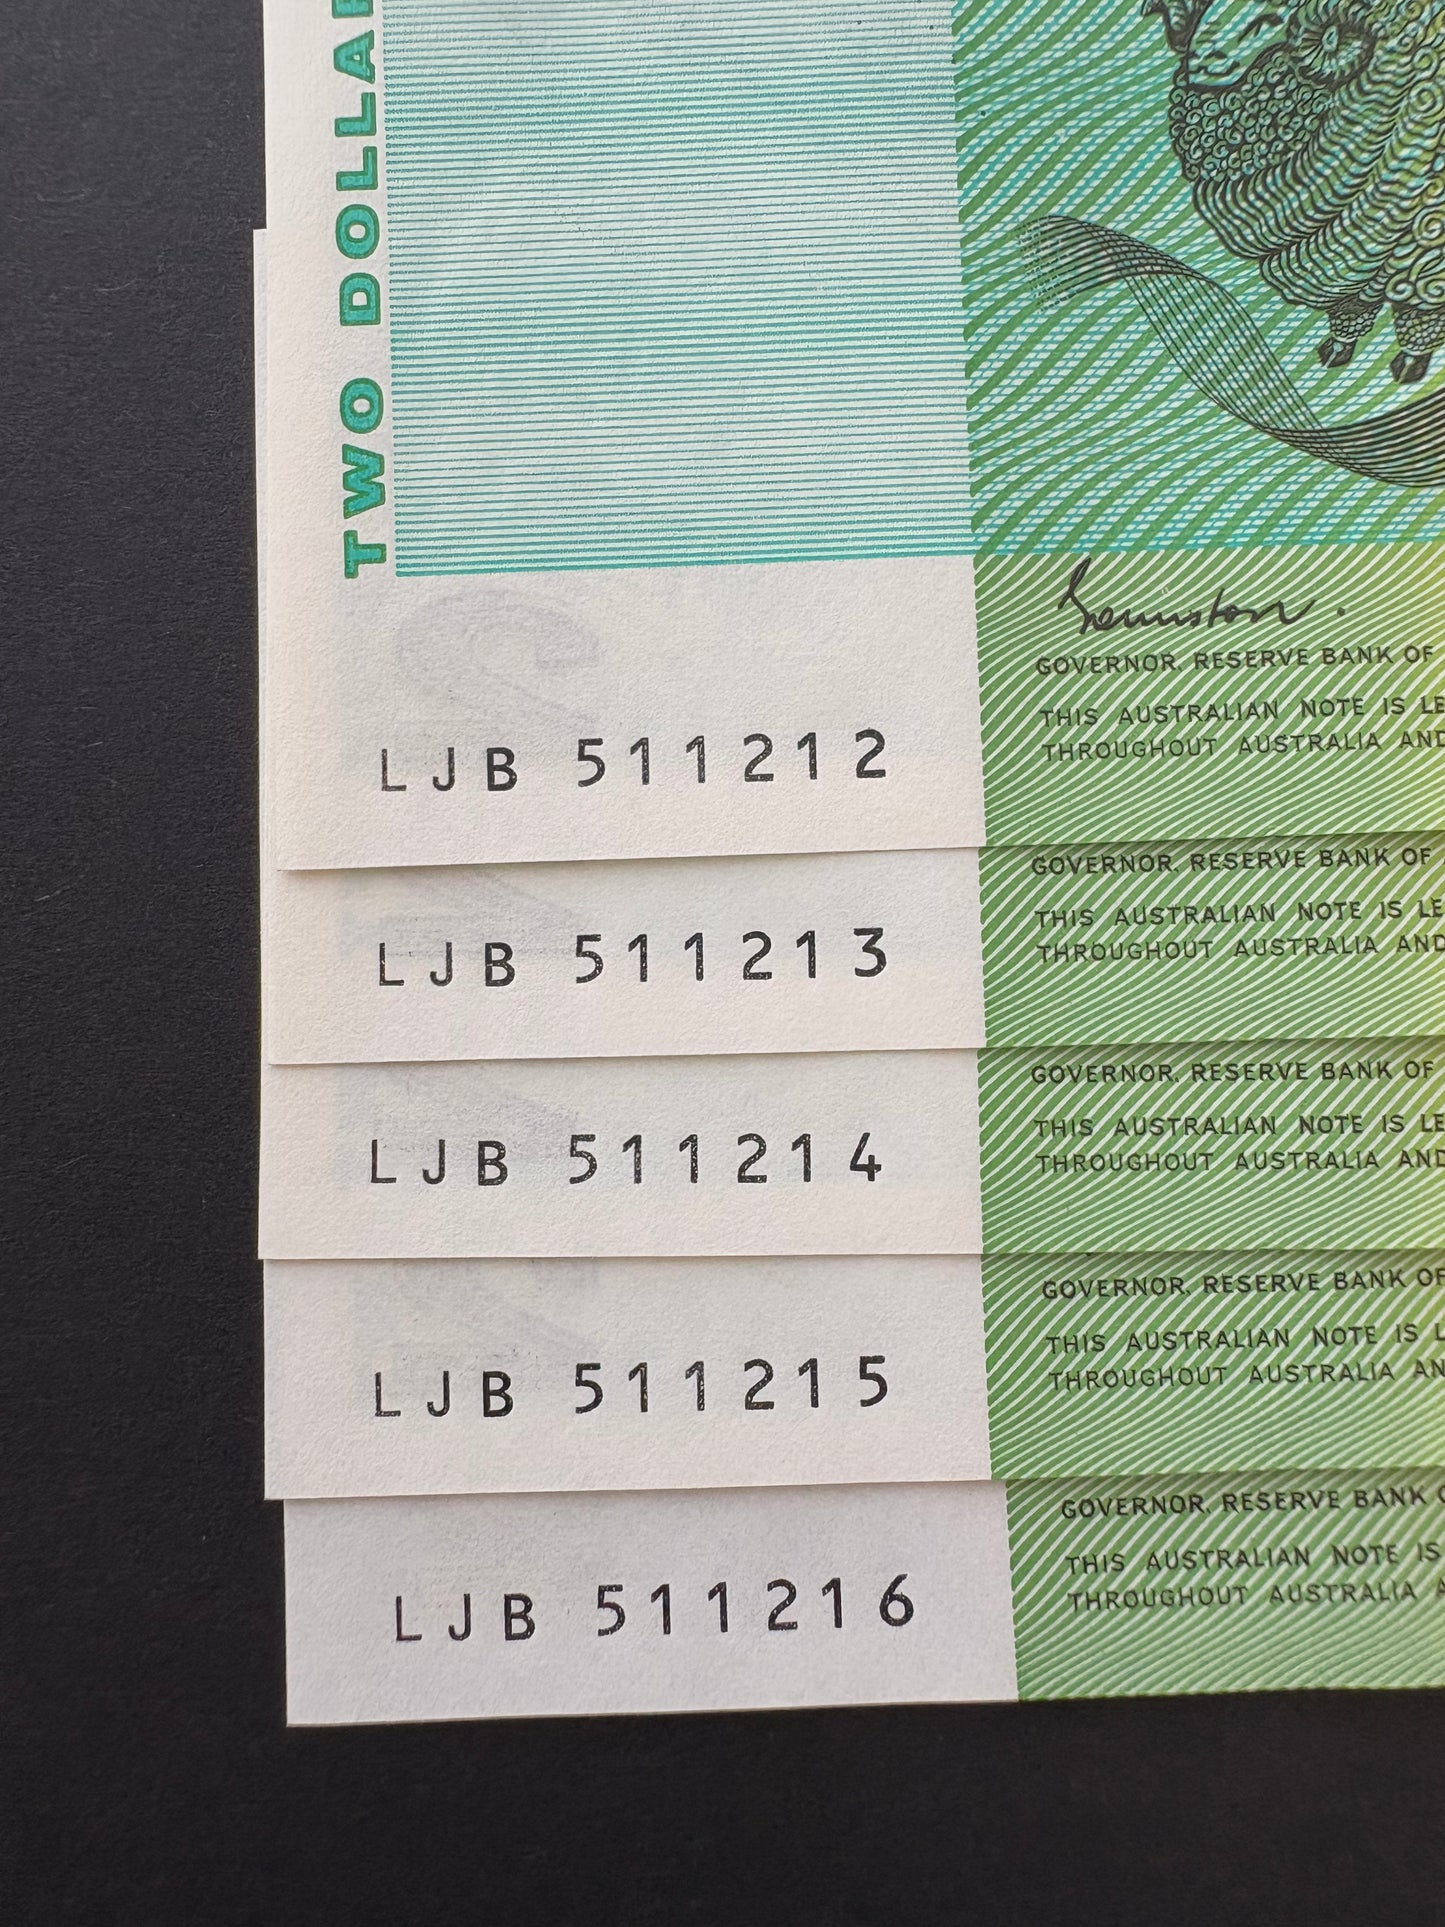 TWO DOLLAR
Johnston.
GOVERNOR, RESERVE BANK OF
THIS AUSTRALIAN NOTE IS LE
THROUGHOUT AUSTRALIA AND
LJB 511212
GOVERNOR, RESERVE BANK OF
THIS AUSTRALIAN NOTE IS LE
THROUGHOUT AUSTRALIA AND
LJB 511213
GOVERNOR, RESERVE BANK OF
THIS AUSTRALIAN NOTE IS LE
THROUGHOUT AUSTRALIA AND
LJB 511214
GOVERNOR, RESERVE BANK OF
THIS AUSTRALIAN NOTE IS L
THROUGHOUT AUSTRALIA AN
LJB 511215
GOVERNOR, RESERVE BANK
THIS AUSTRALIAN NOTE IS
THROUGHOUT AUSTRALIA
LJB 511216